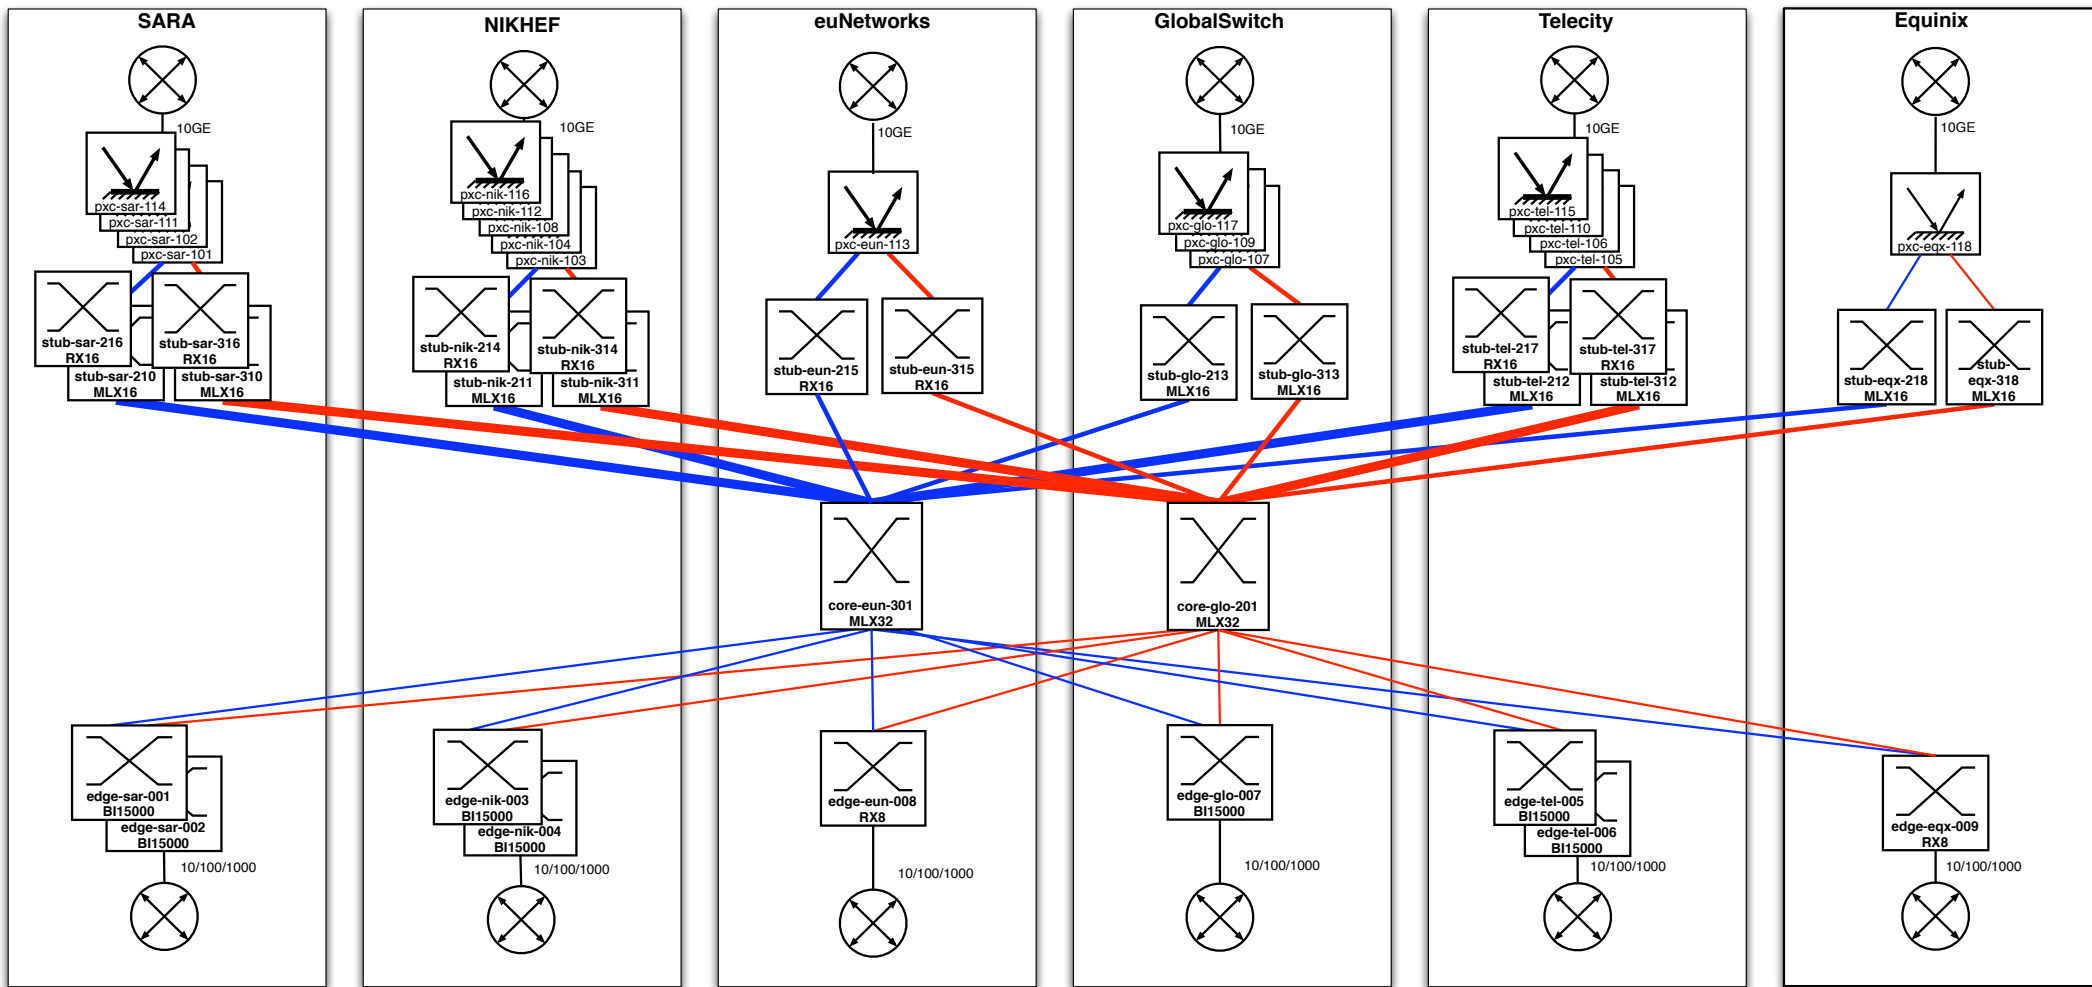 SARA
NIKHEF
euNetworks
GlobalSwitch
Telecity
Equinix
10GE
pxc-sar-114
pxc-sar-111
pxc-sar-102
pxc-sar-101
stub-sar-216
RX16
stub-sar-316
RX16
stub-sar-210
MLX16
stub-sar-310
MLX16
10GE
pxc-nik-116
pxc-nik-112
pxc-nik-108
pxc-nik-104
pxc-nik-103
stub-nik-214
RX16
stub-nik-314
RX16
stub-nik-211
MLX16
stub-nik-311
MLX16
10GE
pxc-eun-113
stub-eun-215
RX16
stub-eun-315
RX16
10GE
pxc-glo-117
pxc-glo-109
pxc-glo-107
stub-glo-213
MLX16
stub-glo-313
MLX16
10GE
pxc-tel-115
pxc-tel-110
pxc-tel-106
pxc-tel-105
stub-tel-217
RX16
stub-tel-317
RX16
stub-tel-212
MLX16
stub-tel-312
MLX16
10GE
pxc-eqx-118
stub-eqx-218
MLX16
stub-
eqx-318
MLX16
core-eun-301
MLX32
core-glo-201
MLX32
edge-sar-001
BI15000
edge-sar-002
BI15000
10/100/1000
edge-nik-003
BI15000
edge-nik-004
BI15000
10/100/1000
edge-eun-008
RX8
10/100/1000
edge-glo-007
BI15000
10/100/1000
edge-tel-005
BI15000
edge-tel-006
BI15000
10/100/1000
edge-eqx-009
RX8
10/100/1000